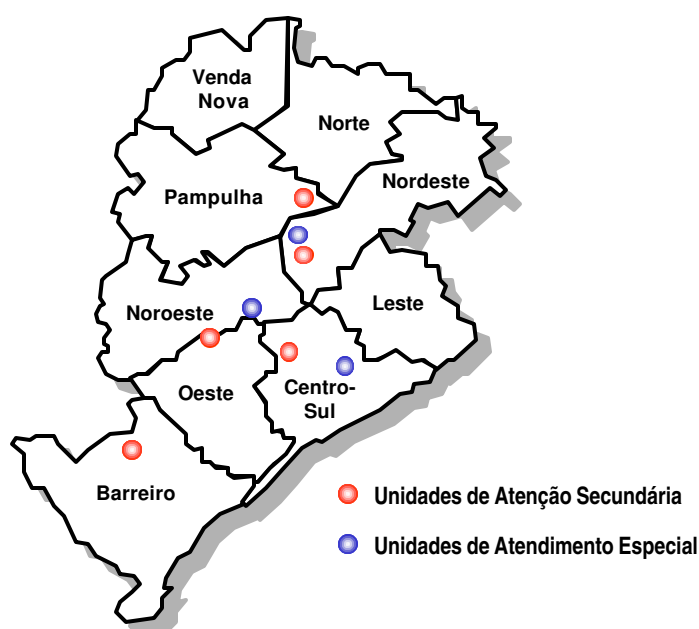 Venda
Nova
Norte
Nordeste
Pampulha
Noroeste
Leste
Oeste
Centro-
Sul
Barreiro
Unidades de Atenção Secundária
Unidades de Atendimento Especial